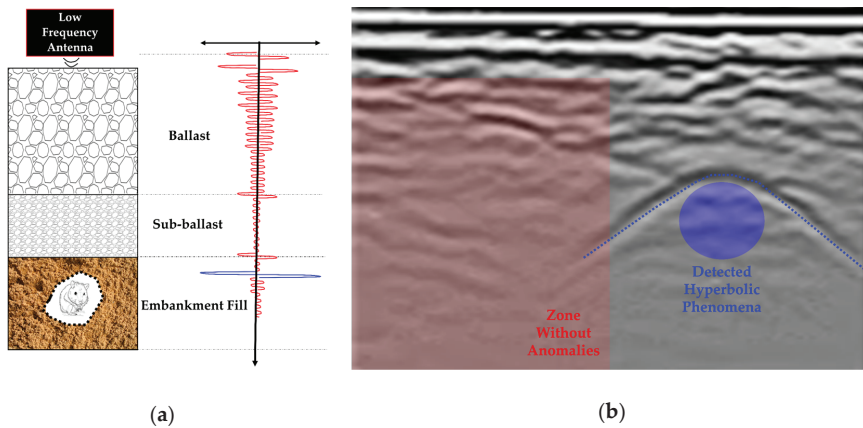 Low
Frequency
Antenna
Ballast
Sub-ballast
Embankment Fill
(a)
Detected
Hyperbolic
Phenomena
Zone
Without
Anomalies
(b)